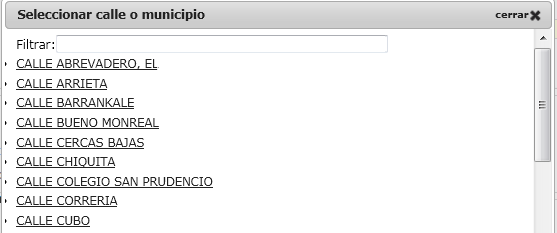 Seleccionar calle o municipio cerrar
Filtrar:
CALLE ABREVADERO, EL
CALLE ARRIETA
CALLE BARRANKALE
CALLE BUENO MONREAL
CALLE CERCAS BAJAS
CALLE CHIQUITA
CALLE COLEGIO SAN PRUDENCIO
CALLE CORRERIA
CALLE CUBO